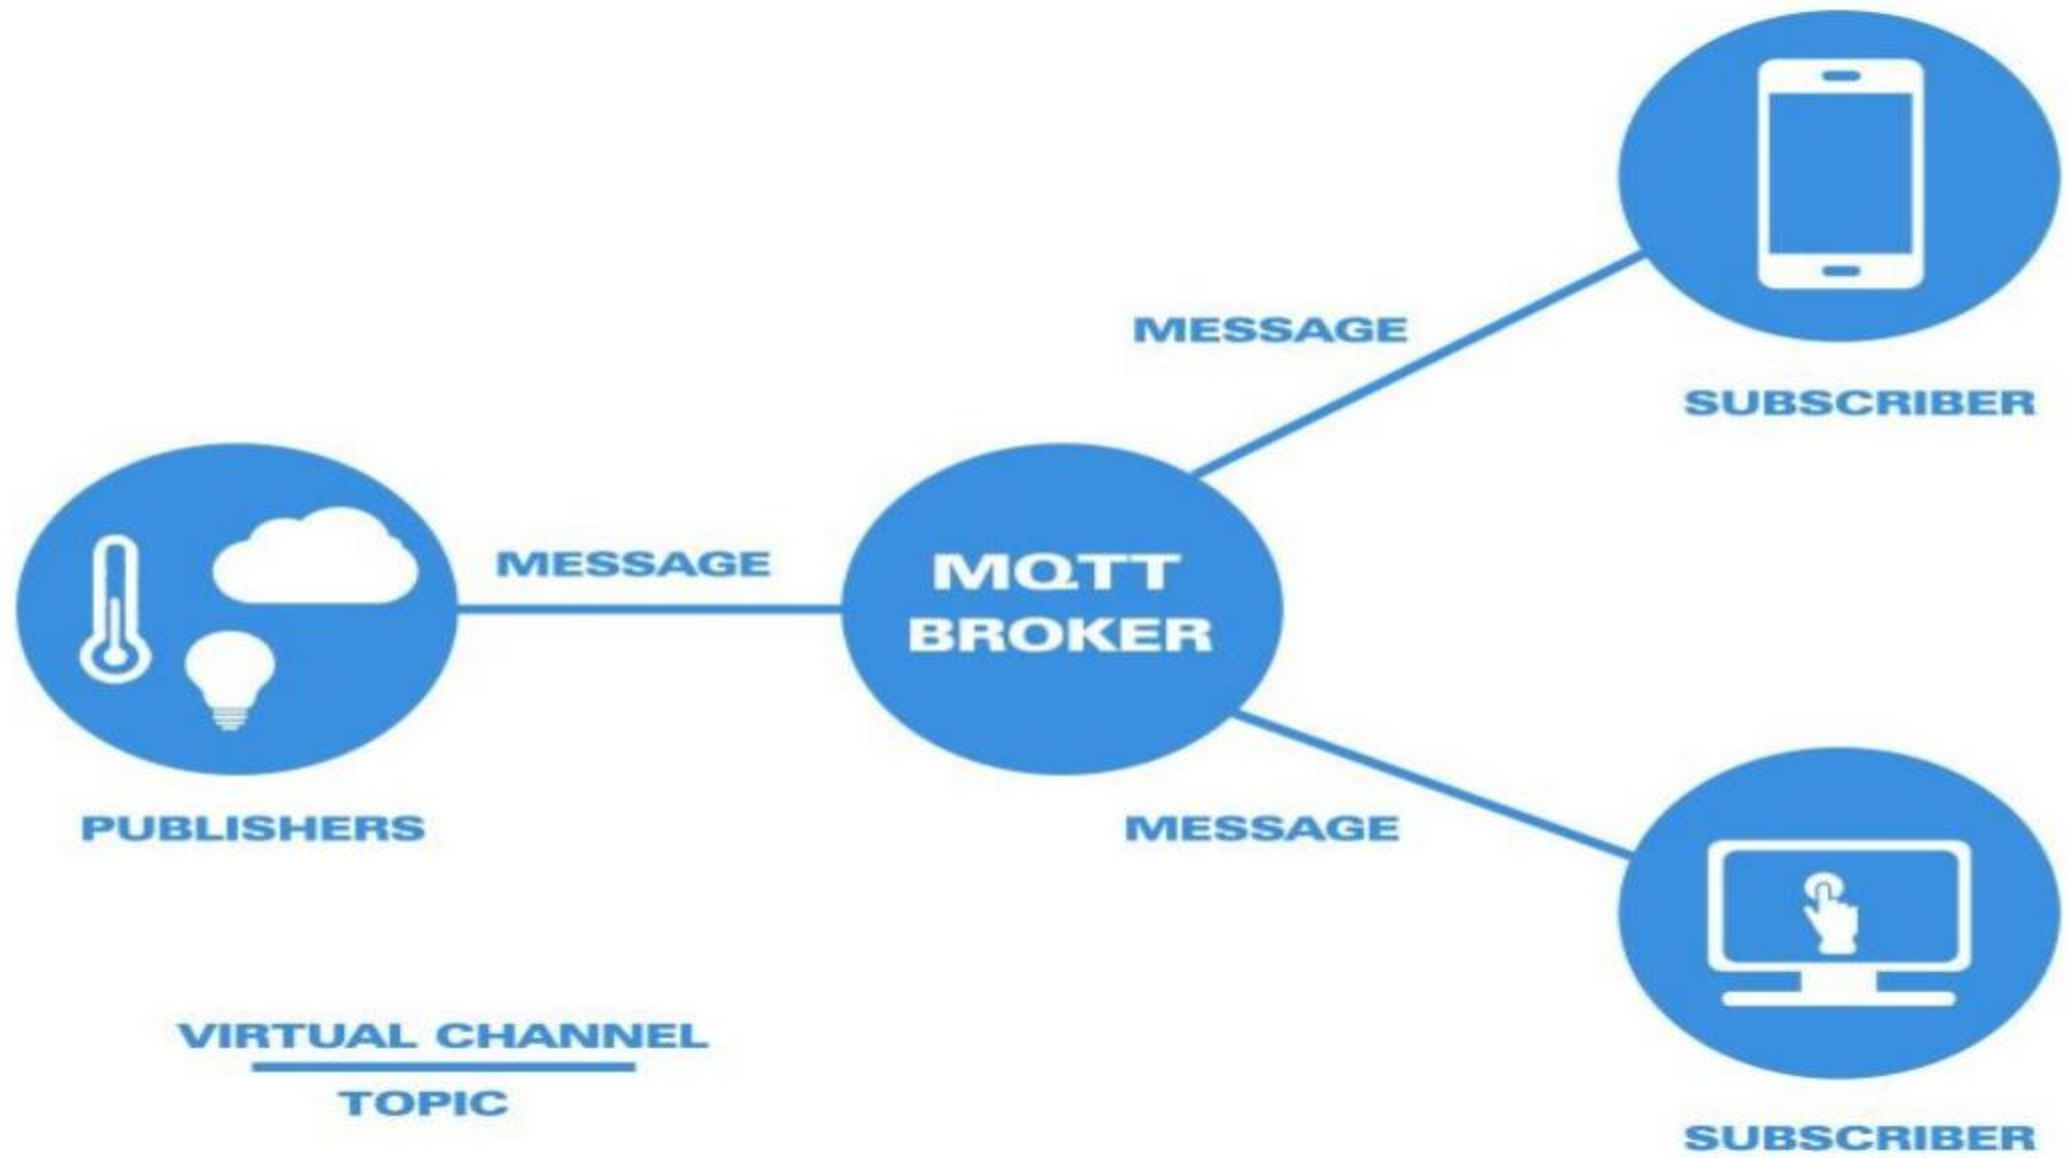 MESSAGE
SUBSCRIBER
MESSAGE
MQTT
BROKER
PUBLISHERS
MESSAGE
VIRTUAL CHANNEL
TOPIC
SUBSCRIBER